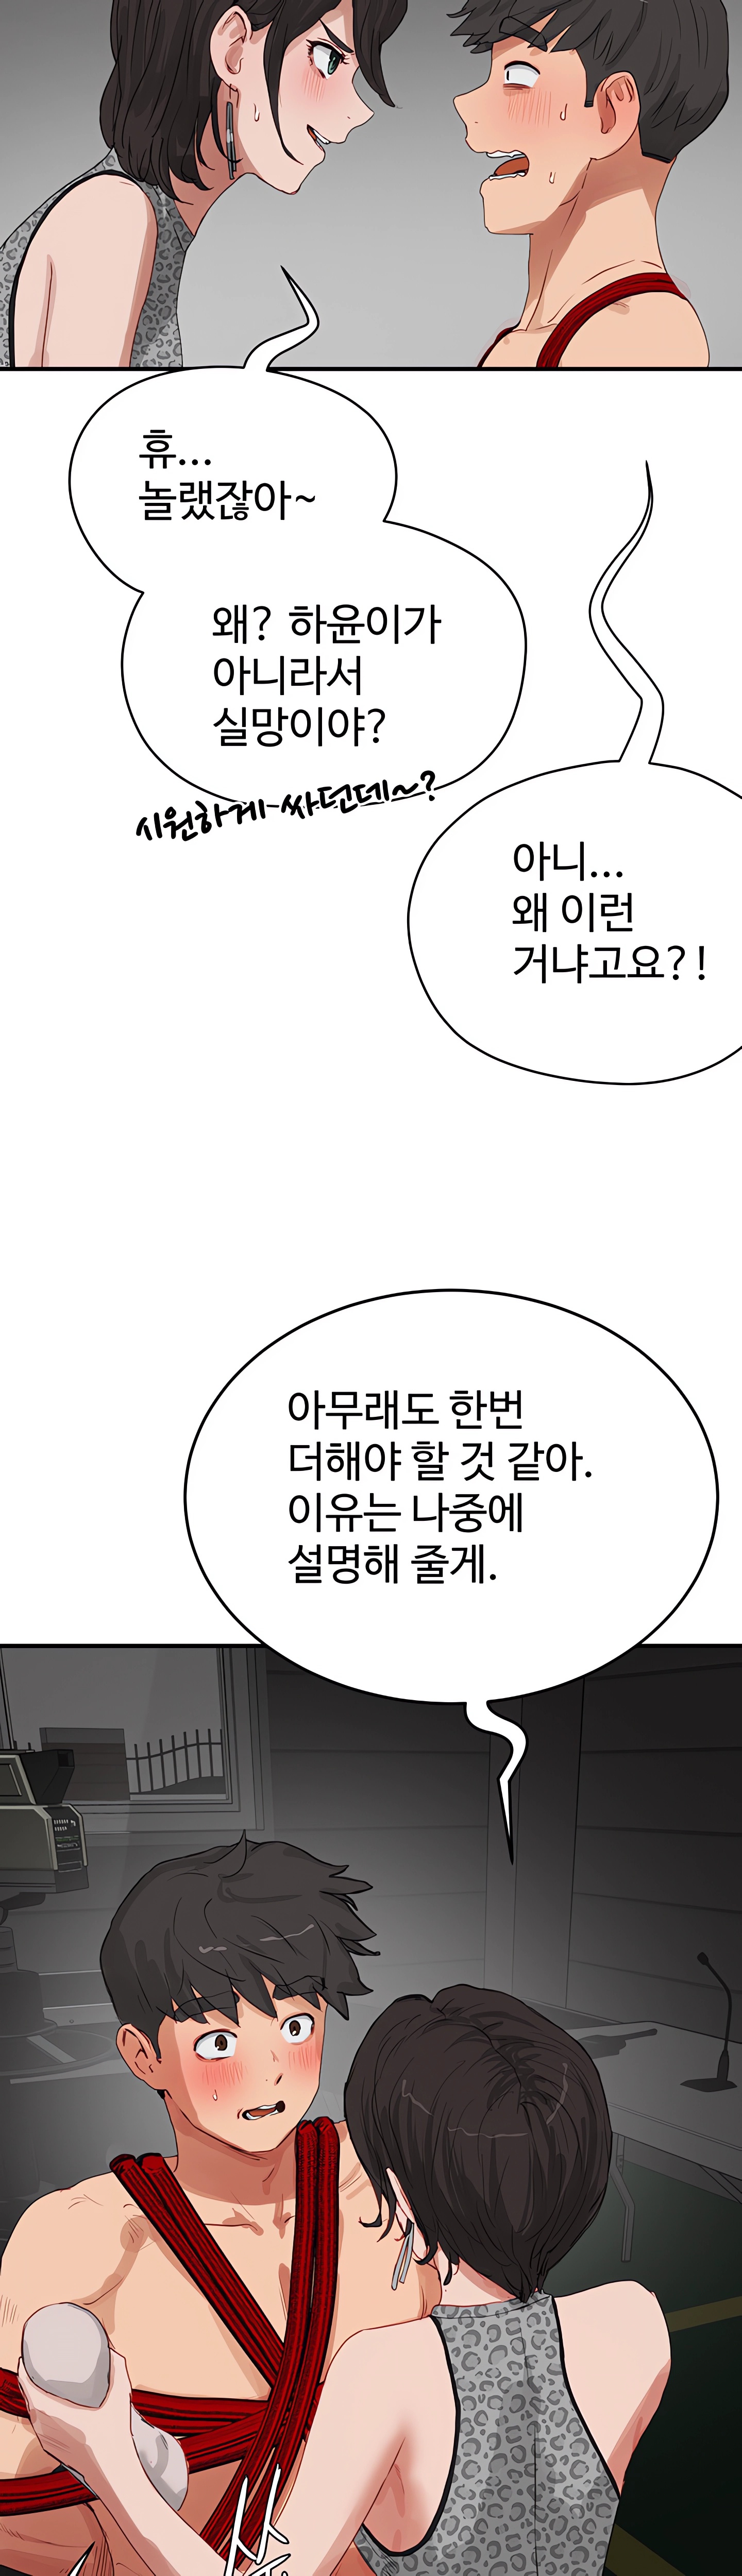 휴...
놀랬잖아~
왜? 하윤이가
아니라서
실망이야?
시원하게 싸던데~?
아니...
왜 이런
거냐고요?!
아무래도 한번
더해야 할 것 같아.
이유는 나중에
설명해 줄게.